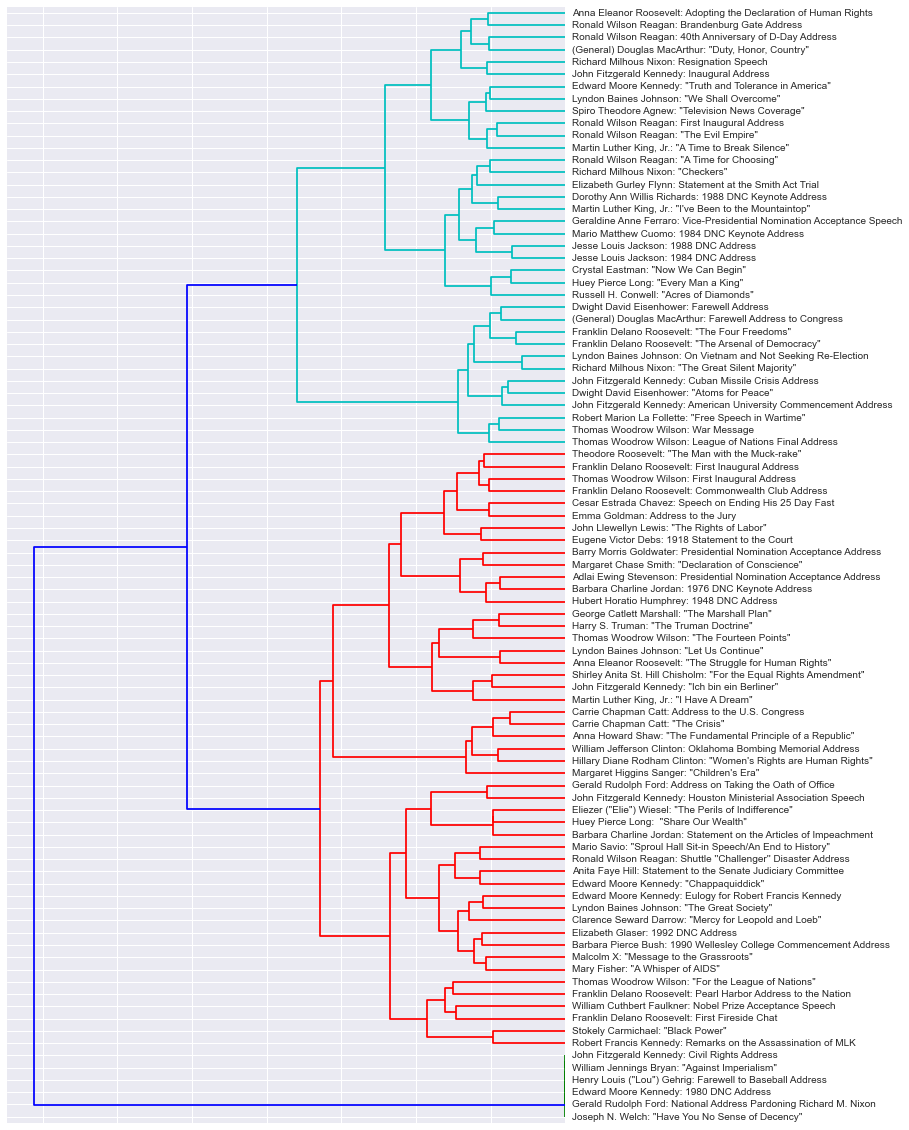 Anna Eleanor Roosevelt: Adopting the Declaration of Human Rights
Ronald Wilson Reagan: Brandenburg Gate Address
Ronald Wilson Reagan: 40th Anniversary of D-Day Address
(General) Douglas MacArthur: "Duty, Honor, Country"
Richard Milhous Nixon: Resignation Speech
John Fitzgerald Kennedy: Inaugural Address
Edward Moore Kennedy: "Truth and Tolerance in America"
Lyndon Baines Johnson: "We Shall Overcome"
Spiro Theodore Agnew: "Television News Coverage"
Ronald Wilson Reagan: First Inaugural Address
Ronald Wilson Reagan: "The Evil Empire"
Martin Luther King, Jr.: "A Time to Break Silence"
Ronald Wilson Reagan: "A Time for Choosing"
Richard Milhous Nixon: "Checkers"
Elizabeth Gurley Flynn: Statement at the Smith Act Trial
Dorothy Ann Willis Richards: 1988 DNC Keynote Address
Martin Luther King, Jr.: "I've Been to the Mountaintop"
Geraldine Anne Ferraro: Vice-Presidential Nomination Acceptance Speech
Mario Matthew Cuomo: 1984 DNC Keynote Address
Jesse Louis Jackson: 1988 DNC Address
Jesse Louis Jackson: 1984 DNC Address
Crystal Eastman: "Now We Can Begin"
Huey Pierce Long: "Every Man a King"
Russell H. Conwell: "Acres of Diamonds"
Dwight David Eisenhower: Farewell Address
(General) Douglas MacArthur: Farewell Address to Congress
Franklin Delano Roosevelt: "The Four Freedoms"
Franklin Delano Roosevelt: "The Arsenal of Democracy"
Lyndon Baines Johnson: On Vietnam and Not Seeking Re-Election
Richard Milhous Nixon: "The Great Silent Majority"
John Fitzgerald Kennedy: Cuban Missile Crisis Address
Dwight David Eisenhower: "Atoms for Peace"
John Fitzgerald Kennedy: American University Commencement Address
Robert Marion La Follette: "Free Speech in Wartime"
Thomas Woodrow Wilson: War Message
Thomas Woodrow Wilson: League of Nations Final Address
Theodore Roosevelt: "The Man with the Muck-rake"
Franklin Delano Roosevelt: First Inaugural Address
Thomas Woodrow Wilson: First Inaugural Address
Franklin Delano Roosevelt: Commonwealth Club Address
Cesar Estrada Chavez: Speech on Ending His 25 Day Fast
Emma Goldman: Address to the Jury
John Llewellyn Lewis: "The Rights of Labor"
Eugene Victor Debs: 1918 Statement to the Court
Barry Morris Goldwater: Presidential Nomination Acceptance Address
Margaret Chase Smith: "Declaration of Conscience"
Adlai Ewing Stevenson: Presidential Nomination Acceptance Address
Barbara Charline Jordan: 1976 DNC Keynote Address
Hubert Horatio Humphrey: 1948 DNC Address
George Catlett Marshall: "The Marshall Plan"
Harry S. Truman: "The Truman Doctrine"
Thomas Woodrow Wilson: "The Fourteen Points"
Lyndon Baines Johnson: "Let Us Continue"
Anna Eleanor Roosevelt: "The Struggle for Human Rights"
Shirley Anita St. Hill Chisholm: "For the Equal Rights Amendment"
John Fitzgerald Kennedy: "Ich bin ein Berliner"
Martin Luther King, Jr.: "I Have A Dream"
Carrie Chapman Catt: Address to the U.S. Congress
Carrie Chapman Catt: "The Crisis"
Anna Howard Shaw: "The Fundamental Principle of a Republic"
William Jefferson Clinton: Oklahoma Bombing Memorial Address
Hillary Diane Rodham Clinton: "Women's Rights are Human Rights"
Margaret Higgins Sanger: "Children's Era"
Gerald Rudolph Ford: Address on Taking the Oath of Office
John Fitzgerald Kennedy: Houston Ministerial Association Speech
Eliezer ("Elie") Wiesel: "The Perils of Indifference"
Huey Pierce Long:  "Share Our Wealth"
Barbara Charline Jordan: Statement on the Articles of Impeachment
Mario Savio: "Sproul Hall Sit-in Speech/An End to History"
Ronald Wilson Reagan: Shuttle "Challenger" Disaster Address
Anita Faye Hill: Statement to the Senate Judiciary Committee
Edward Moore Kennedy: "Chappaquiddick"
Edward Moore Kennedy: Eulogy for Robert Francis Kennedy
Lyndon Baines Johnson: "The Great Society"
Clarence Seward Darrow: "Mercy for Leopold and Loeb"
Elizabeth Glaser: 1992 DNC Address
Barbara Pierce Bush: 1990 Wellesley College Commencement Address
Malcolm X: "Message to the Grassroots"
Mary Fisher: "A Whisper of AIDS"
Thomas Woodrow Wilson: "For the League of Nations"
Franklin Delano Roosevelt: Pearl Harbor Address to the Nation
William Cuthbert Faulkner: Nobel Prize Acceptance Speech
Franklin Delano Roosevelt: First Fireside Chat
Stokely Carmichael: "Black Power"
Robert Francis Kennedy: Remarks on the Assassination of MLK
John Fitzgerald Kennedy: Civil Rights Address
William Jennings Bryan: "Against Imperialism"
Henry Louis ("Lou") Gehrig: Farewell to Baseball Address
Edward Moore Kennedy: 1980 DNC Address
Gerald Rudolph Ford: National Address Pardoning Richard M. Nixon
Joseph N. Welch: "Have You No Sense of Decency"